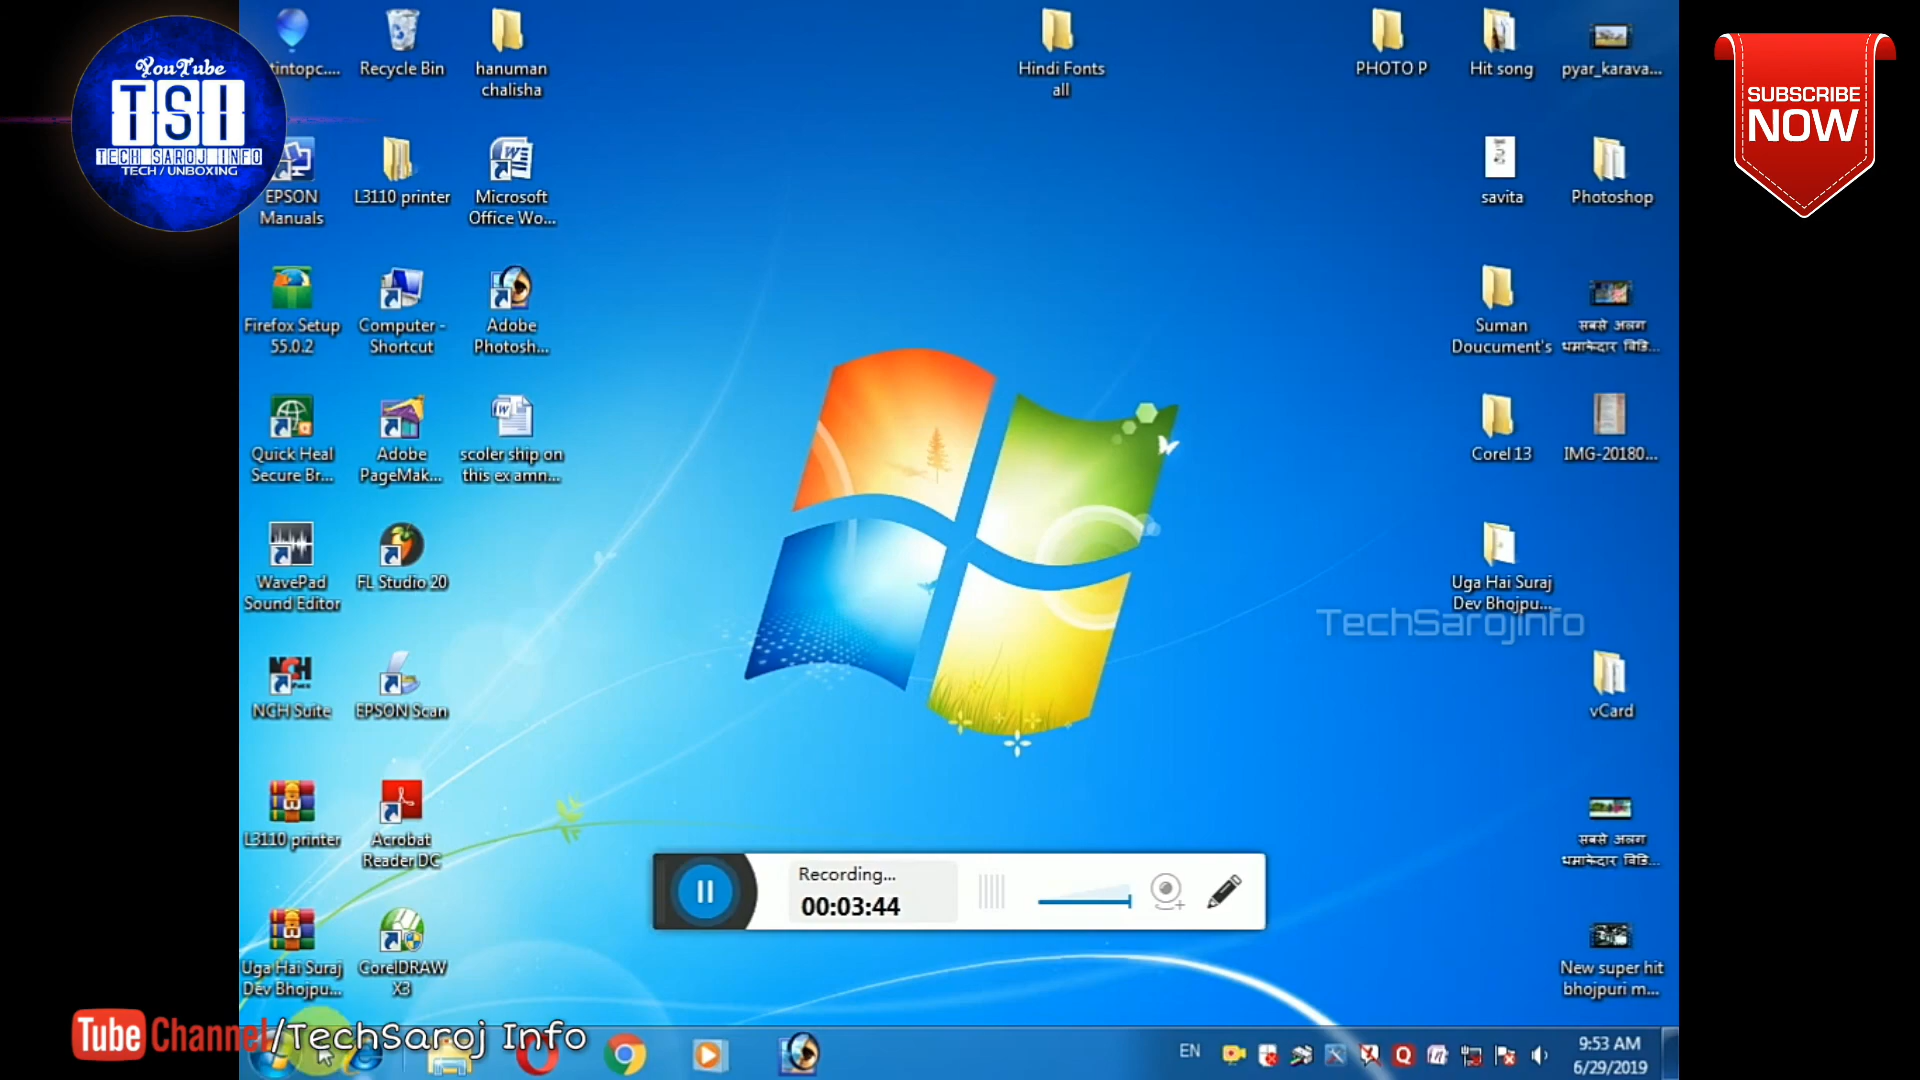 YouTube
TSI
TECH SAROJ INFO
TECH / UNBOXING
tintopc....
Recycle Bin
hanuman
chalisha
Hindi Fonts
all
PHOTO P
Hit song
pyar_karava...
SUBSCRIBE
NOW
EPSON
Manuals
L3110 printer
Microsoft
Office Wo...
savita
Photoshop
Firefox Setup
55.0.2
Computer -
Shortcut
Adobe
Photosh...
Suman
Doucument's
सबसे अलग
धमाकेदार विडि...
Quick Heal
Secure Br...
Adobe
PageMak...
scoler ship on
this ex amn...
Corel 13
IMG-20180...
WavePad
Sound Editor
FL Studio 20
Uga Hai Suraj
Dev Bhojpu...
TechSarojInfo
NCH Suite
EPSON Scan
vCard
L3110 printer
Acrobat
Reader DC
सबसे अलग
धमाकेदार विडि...
Recording...
00:03:44
Uga Hai Suraj
Dev Bhojpu...
CorelDRAW
X3
New super hit
bhojpuri m...
Tube Channel/TechSaroj Info
EN
9:53 AM
6/29/2019